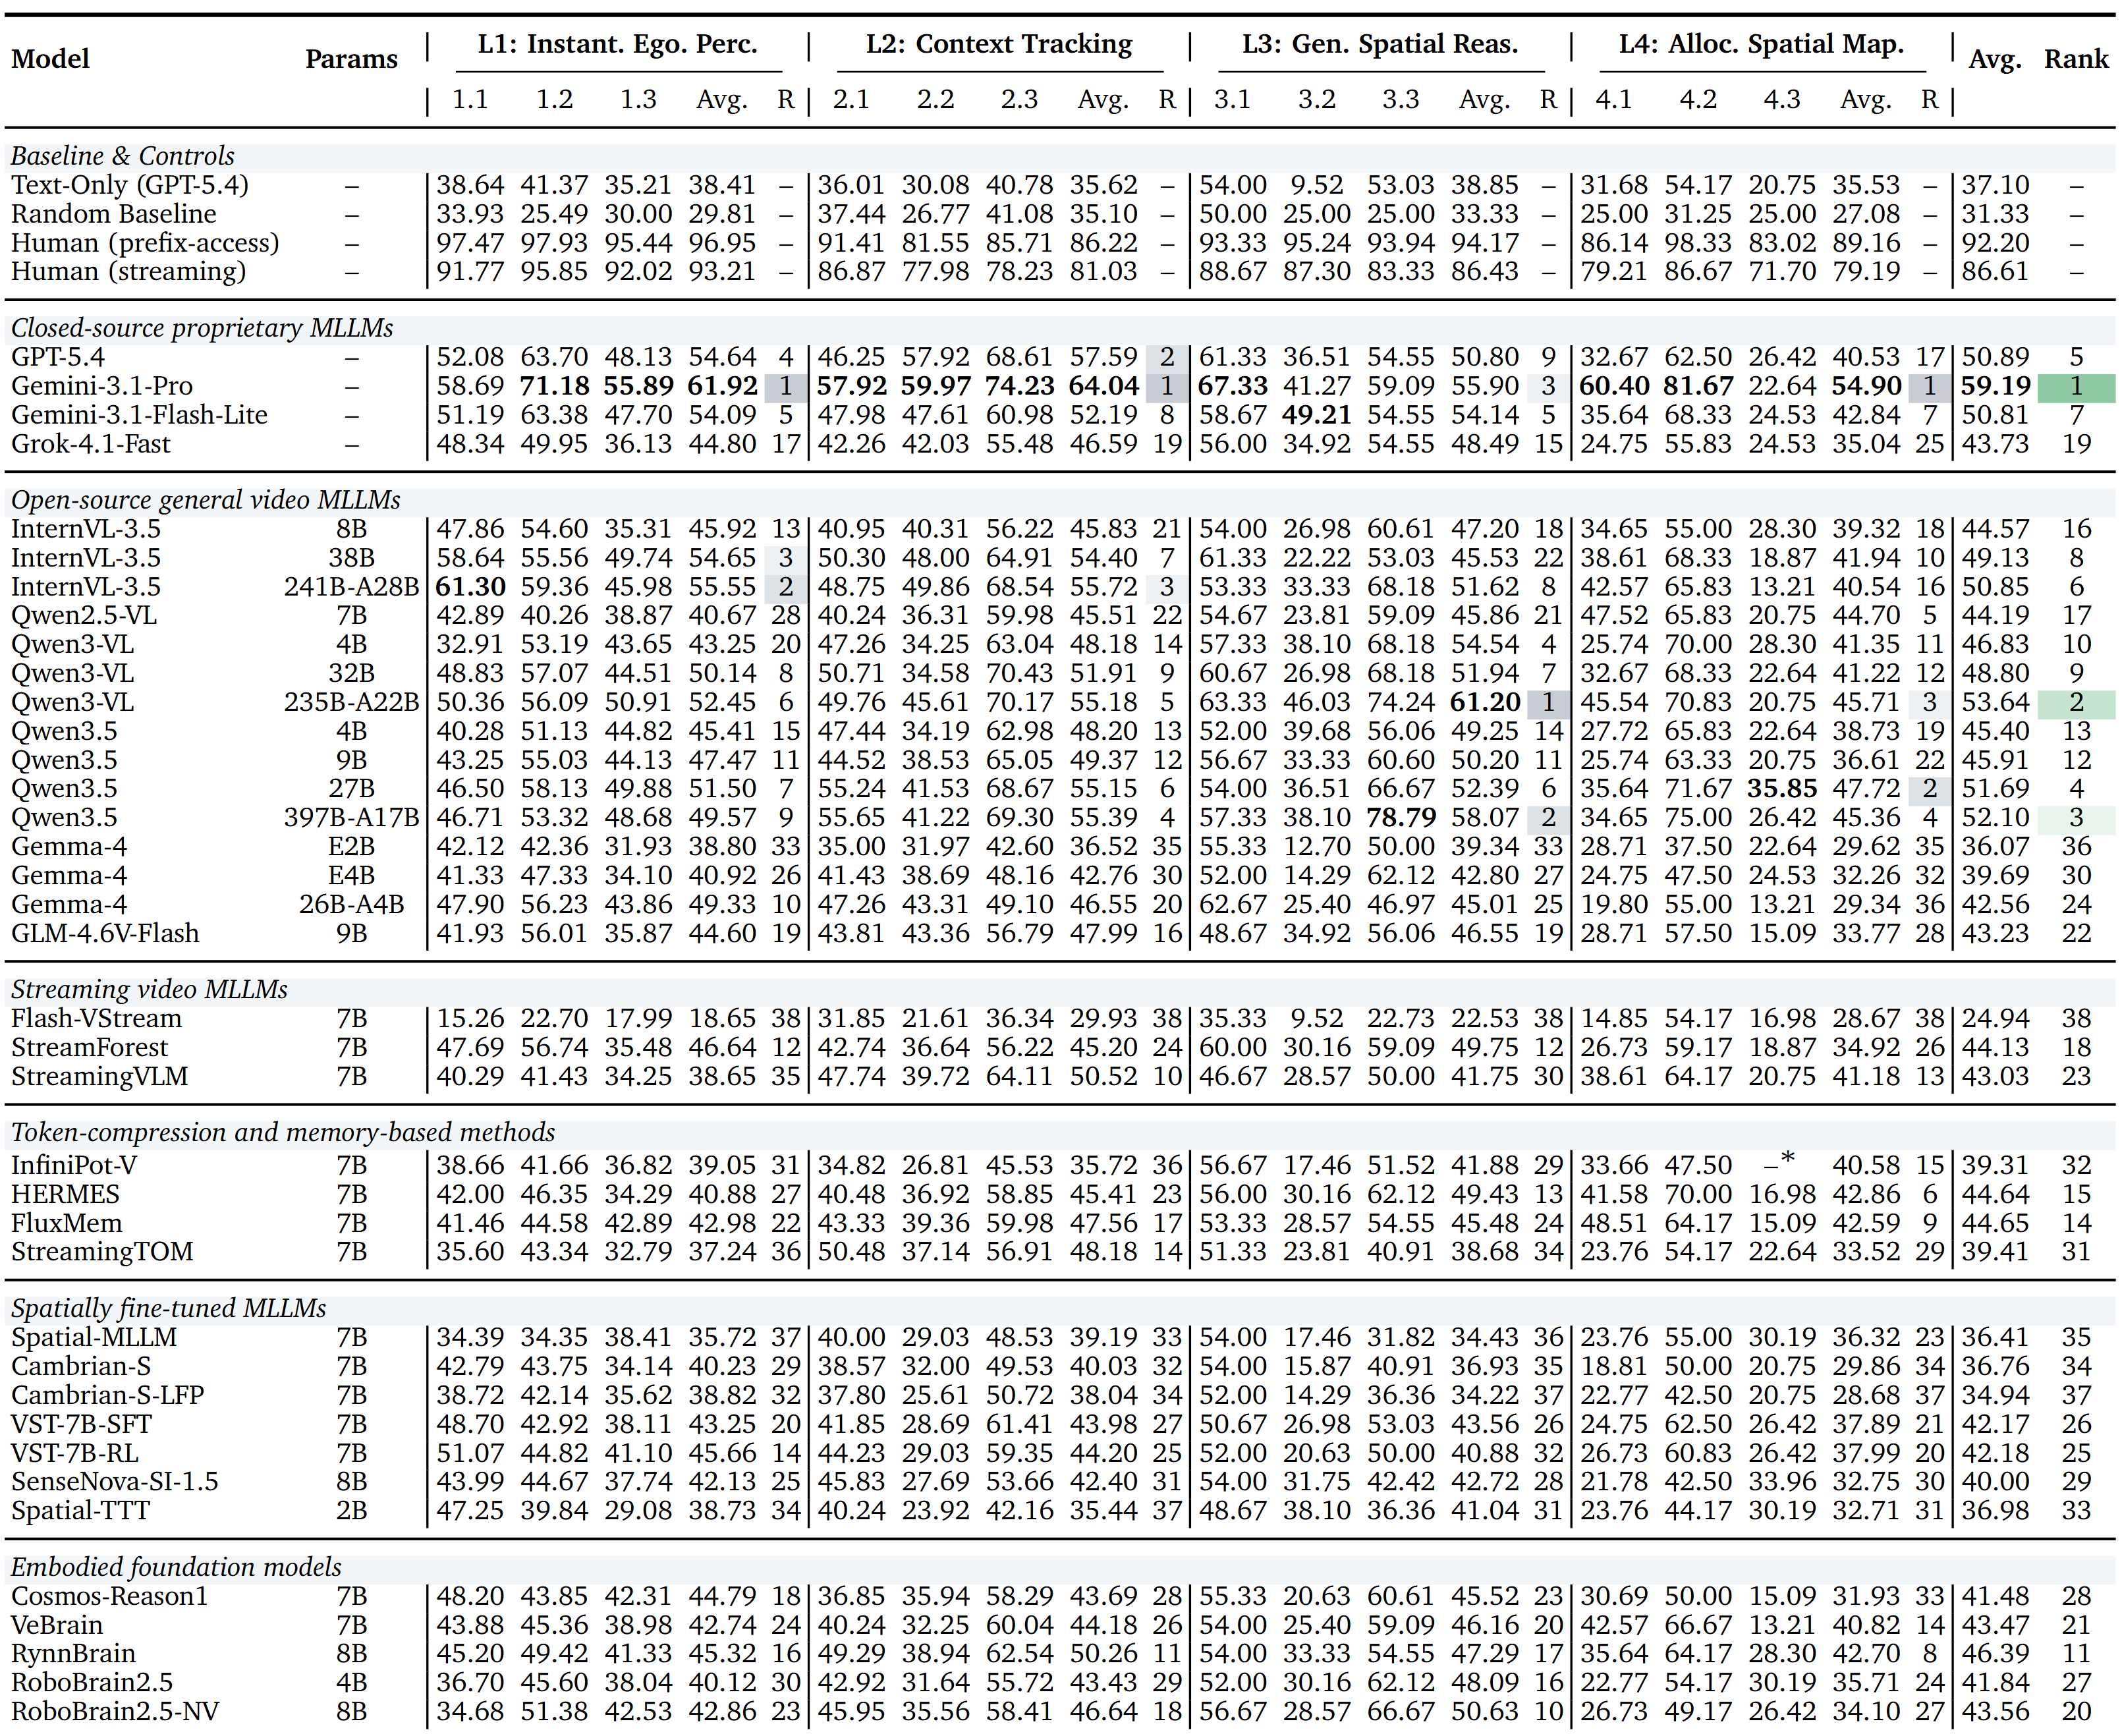 Model Params L1: Instant. Ego. Perc. L2: Context Tracking L3: Gen. Spatial Reas. L4: Alloc. Spatial Map. Avg. Rank
1.1 1.2 1.3 Avg. R 2.1 2.2 2.3 Avg. R 3.1 3.2 3.3 Avg. R 4.1 4.2 4.3 Avg. R
Baseline & Controls
Text-Only (GPT-5.4) – 38.64 41.37 35.21 38.41 – 36.01 30.08 40.78 35.62 – 54.00 9.52 53.03 38.85 – 31.68 54.17 20.75 35.53 – 37.10 –
Random Baseline – 33.93 25.49 30.00 29.81 – 37.44 26.77 41.08 35.10 – 50.00 25.00 25.00 33.33 – 25.00 31.25 25.00 27.08 – 31.33 –
Human (prefix-access) – 97.47 97.93 95.44 96.95 – 91.41 81.55 85.71 86.22 – 93.33 95.24 93.94 94.17 – 86.14 98.33 83.02 89.16 – 92.20 –
Human (streaming) – 91.77 95.85 92.02 93.21 – 86.87 77.98 78.23 81.03 – 88.67 87.30 83.33 86.43 – 79.21 86.67 71.70 79.19 – 86.61 –
Closed-source proprietary MLLMs
GPT-5.4 – 52.08 63.70 48.13 54.64 4 46.25 57.92 68.61 57.59 2 61.33 36.51 54.55 50.80 9 32.67 62.50 26.42 40.53 17 50.89 5
Gemini-3.1-Pro – 58.69 71.18 55.89 61.92 1 57.92 59.97 74.23 64.04 1 67.33 41.27 59.09 55.90 3 60.40 81.67 22.64 54.90 1 59.19 1
Gemini-3.1-Flash-Lite – 51.19 63.38 47.70 54.09 5 47.98 47.61 60.98 52.19 8 58.67 49.21 54.55 54.14 5 35.64 68.33 24.53 42.84 7 50.81 7
Grok-4.1-Fast – 48.34 49.95 36.13 44.80 17 42.26 42.03 55.48 46.59 19 56.00 34.92 54.55 48.49 15 24.75 55.83 24.53 35.04 25 43.73 19
Open-source general video MLLMs
InternVL-3.5 8B 47.86 54.60 35.31 45.92 13 40.95 40.31 56.22 45.83 21 54.00 26.98 60.61 47.20 18 34.65 55.00 28.30 39.32 18 44.57 16
InternVL-3.5 38B 58.64 55.56 49.74 54.65 3 50.30 48.00 64.91 54.40 7 61.33 22.22 53.03 45.53 22 38.61 68.33 18.87 41.94 10 49.13 8
InternVL-3.5 241B-A28B 61.30 59.36 45.98 55.55 2 48.75 49.86 68.54 55.72 3 53.33 33.33 68.18 51.62 8 42.57 65.83 13.21 40.54 16 50.85 6
Qwen2.5-VL 7B 42.89 40.26 38.87 40.67 28 40.24 36.31 59.98 45.51 22 54.67 23.81 59.09 45.86 21 47.52 65.83 20.75 44.70 5 44.19 17
Qwen3-VL 4B 32.91 53.19 43.65 43.25 20 47.26 34.25 63.04 48.18 14 57.33 38.10 68.18 54.54 4 25.74 70.00 28.30 41.35 11 46.83 10
Qwen3-VL 32B 48.83 57.07 44.51 50.14 8 50.71 34.58 70.43 51.91 9 60.67 26.98 68.18 51.94 7 32.67 68.33 22.64 41.22 12 48.80 9
Qwen3-VL 235B-A22B 50.36 56.09 50.91 52.45 6 49.76 45.61 70.17 55.18 5 63.33 46.03 74.24 61.20 1 45.54 70.83 20.75 45.71 3 53.64 2
Qwen3.5 4B 40.28 51.13 44.82 45.41 15 47.44 34.19 62.98 48.20 13 52.00 39.68 56.06 49.25 14 27.72 65.83 22.64 38.73 19 45.40 13
Qwen3.5 9B 43.25 55.03 44.13 47.47 11 44.52 38.53 65.05 49.37 12 56.67 33.33 60.60 50.20 11 25.74 63.33 20.75 36.61 22 45.91 12
Qwen3.5 27B 46.50 58.13 49.88 51.50 7 55.24 41.53 68.67 55.15 6 54.00 36.51 66.67 52.39 6 35.64 71.67 35.85 47.72 2 51.69 4
Qwen3.5 397B-A17B 46.71 53.32 48.68 49.57 9 55.65 41.22 69.30 55.39 4 57.33 38.10 78.79 58.07 2 34.65 75.00 26.42 45.36 4 52.10 3
Gemma-4 E2B 42.12 42.36 31.93 38.80 33 35.00 31.97 42.60 36.52 35 55.33 12.70 50.00 39.34 33 28.71 37.50 22.64 29.62 35 36.07 36
Gemma-4 E4B 41.33 47.33 34.10 40.92 26 41.43 38.69 48.16 42.76 30 52.00 14.29 62.12 42.80 27 24.75 47.50 24.53 32.26 32 39.69 30
Gemma-4 26B-A4B 47.90 56.23 43.86 49.33 10 47.26 43.31 49.10 46.55 20 62.67 25.40 46.97 45.01 25 19.80 55.00 13.21 29.34 36 42.56 24
GLM-4.6V-Flash 9B 41.93 56.01 35.87 44.60 19 43.81 43.36 56.79 47.99 16 48.67 34.92 56.06 46.55 19 28.71 57.50 15.09 33.77 28 43.23 22
Streaming video MLLMs
Flash-VStream 7B 15.26 22.70 17.99 18.65 38 31.85 21.61 36.34 29.93 38 35.33 9.52 22.73 22.53 38 14.85 54.17 16.98 28.67 38 24.94 38
StreamForest 7B 47.69 56.74 35.48 46.64 12 42.74 36.64 56.22 45.20 24 60.00 30.16 59.09 49.75 12 26.73 59.17 18.87 34.92 26 44.13 18
StreamingVLM 7B 40.29 41.43 34.25 38.65 35 47.74 39.72 64.11 50.52 10 46.67 28.57 50.00 41.75 30 38.61 64.17 20.75 41.18 13 43.03 23
Token-compression and memory-based methods
InfiniPot-V 7B 38.66 41.66 36.82 39.05 31 34.82 26.81 45.53 35.72 36 56.67 17.46 51.52 41.88 29 33.66 47.50 –* 40.58 15 39.31 32
HERMES 7B 42.00 46.35 34.29 40.88 27 40.48 36.92 58.85 45.41 23 56.00 30.16 62.12 49.43 13 41.58 70.00 16.98 42.86 6 44.64 15
FluxMem 7B 41.46 44.58 42.89 42.98 22 43.33 39.36 59.98 47.56 17 53.33 28.57 54.55 45.48 24 48.51 64.17 15.09 42.59 9 44.65 14
StreamingTOM 7B 35.60 43.34 32.79 37.24 36 50.48 37.14 56.91 48.18 14 51.33 23.81 40.91 38.68 34 23.76 54.17 22.64 33.52 29 39.41 31
Spatially fine-tuned MLLMs
Spatial-MLLM 7B 34.39 34.35 38.41 35.72 37 40.00 29.03 48.53 39.19 33 54.00 17.46 31.82 34.43 36 23.76 55.00 30.19 36.32 23 36.41 35
Cambrian-S 7B 42.79 43.75 34.14 40.23 29 38.57 32.00 49.53 40.03 32 54.00 15.87 40.91 36.93 35 18.81 50.00 20.75 29.86 34 36.76 34
Cambrian-S-LFP 7B 38.72 42.14 35.62 38.82 32 37.80 25.61 50.72 38.04 34 52.00 14.29 36.36 34.22 37 22.77 42.50 20.75 28.68 37 34.94 37
VST-7B-SFT 7B 48.70 42.92 38.11 43.25 20 41.85 28.69 61.41 43.98 27 50.67 26.98 53.03 43.56 26 24.75 62.50 26.42 37.89 21 42.17 26
VST-7B-RL 7B 51.07 44.82 41.10 45.66 14 44.23 29.03 59.35 44.20 25 52.00 20.63 50.00 40.88 32 26.73 60.83 26.42 37.99 20 42.18 25
SenseNova-SI-1.5 8B 43.99 44.67 37.74 42.13 25 45.83 27.69 53.66 42.40 31 54.00 31.75 42.42 42.72 28 21.78 42.50 33.96 32.75 30 40.00 29
Spatial-TTT 2B 47.25 39.84 29.08 38.73 34 40.24 23.92 42.16 35.44 37 48.67 38.10 36.36 41.04 31 23.76 44.17 30.19 32.71 31 36.98 33
Embodied foundation models
Cosmos-Reason1 7B 48.20 43.85 42.31 44.79 18 36.85 35.94 58.29 43.69 28 55.33 20.63 60.61 45.52 23 30.69 50.00 15.09 31.93 33 41.48 28
VeBrain 7B 43.88 45.36 38.98 42.74 24 40.24 32.25 60.04 44.18 26 54.00 25.40 59.09 46.16 20 42.57 66.67 13.21 40.82 14 43.47 21
RynnBrain 8B 45.20 49.42 41.33 45.32 16 49.29 38.94 62.54 50.26 11 54.00 33.33 54.55 47.29 17 35.64 64.17 28.30 42.70 8 46.39 11
RoboBrain2.5 4B 36.70 45.60 38.04 40.12 30 42.92 31.64 55.72 43.43 29 52.00 30.16 62.12 48.09 16 22.77 54.17 30.19 35.71 24 41.84 27
RoboBrain2.5-NV 8B 34.68 51.38 42.53 42.86 23 45.95 35.56 58.41 46.64 18 56.67 28.57 66.67 50.63 10 26.73 49.17 26.42 34.10 27 43.56 20